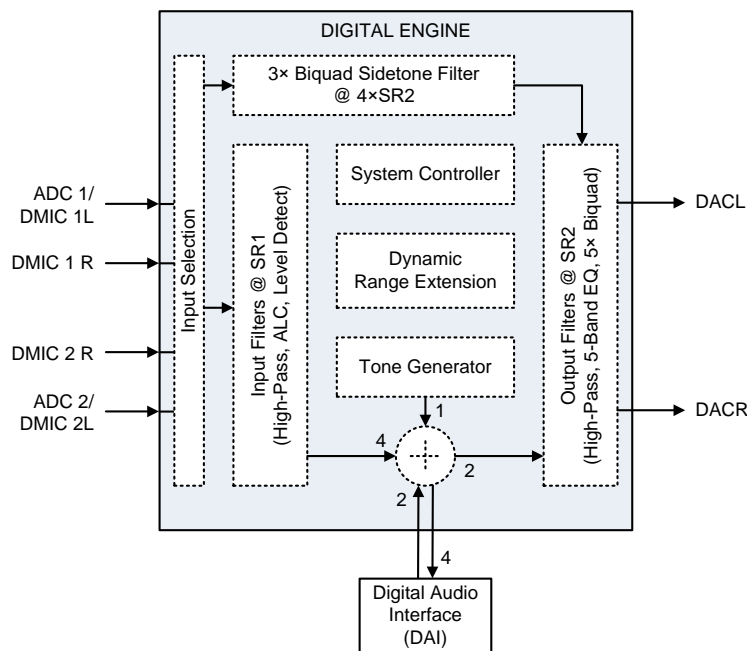 DIGITAL ENGINE
3× Biquad Sidetone Filter
@ 4×SR2
ADC 1/
DMIC 1L
DMIC 1 R
DMIC 2 R
ADC 2/
DMIC 2L
Input Selection
Input Filters @ SR1
(High-Pass, ALC, Level Detect)
System Controller
Dynamic
Range Extension
Tone Generator
1
4
2
2
4
Output Filters @ SR2
(High-Pass, 5-Band EQ, 5× Biquad)
DACL
DACR
Digital Audio
Interface
(DAI)